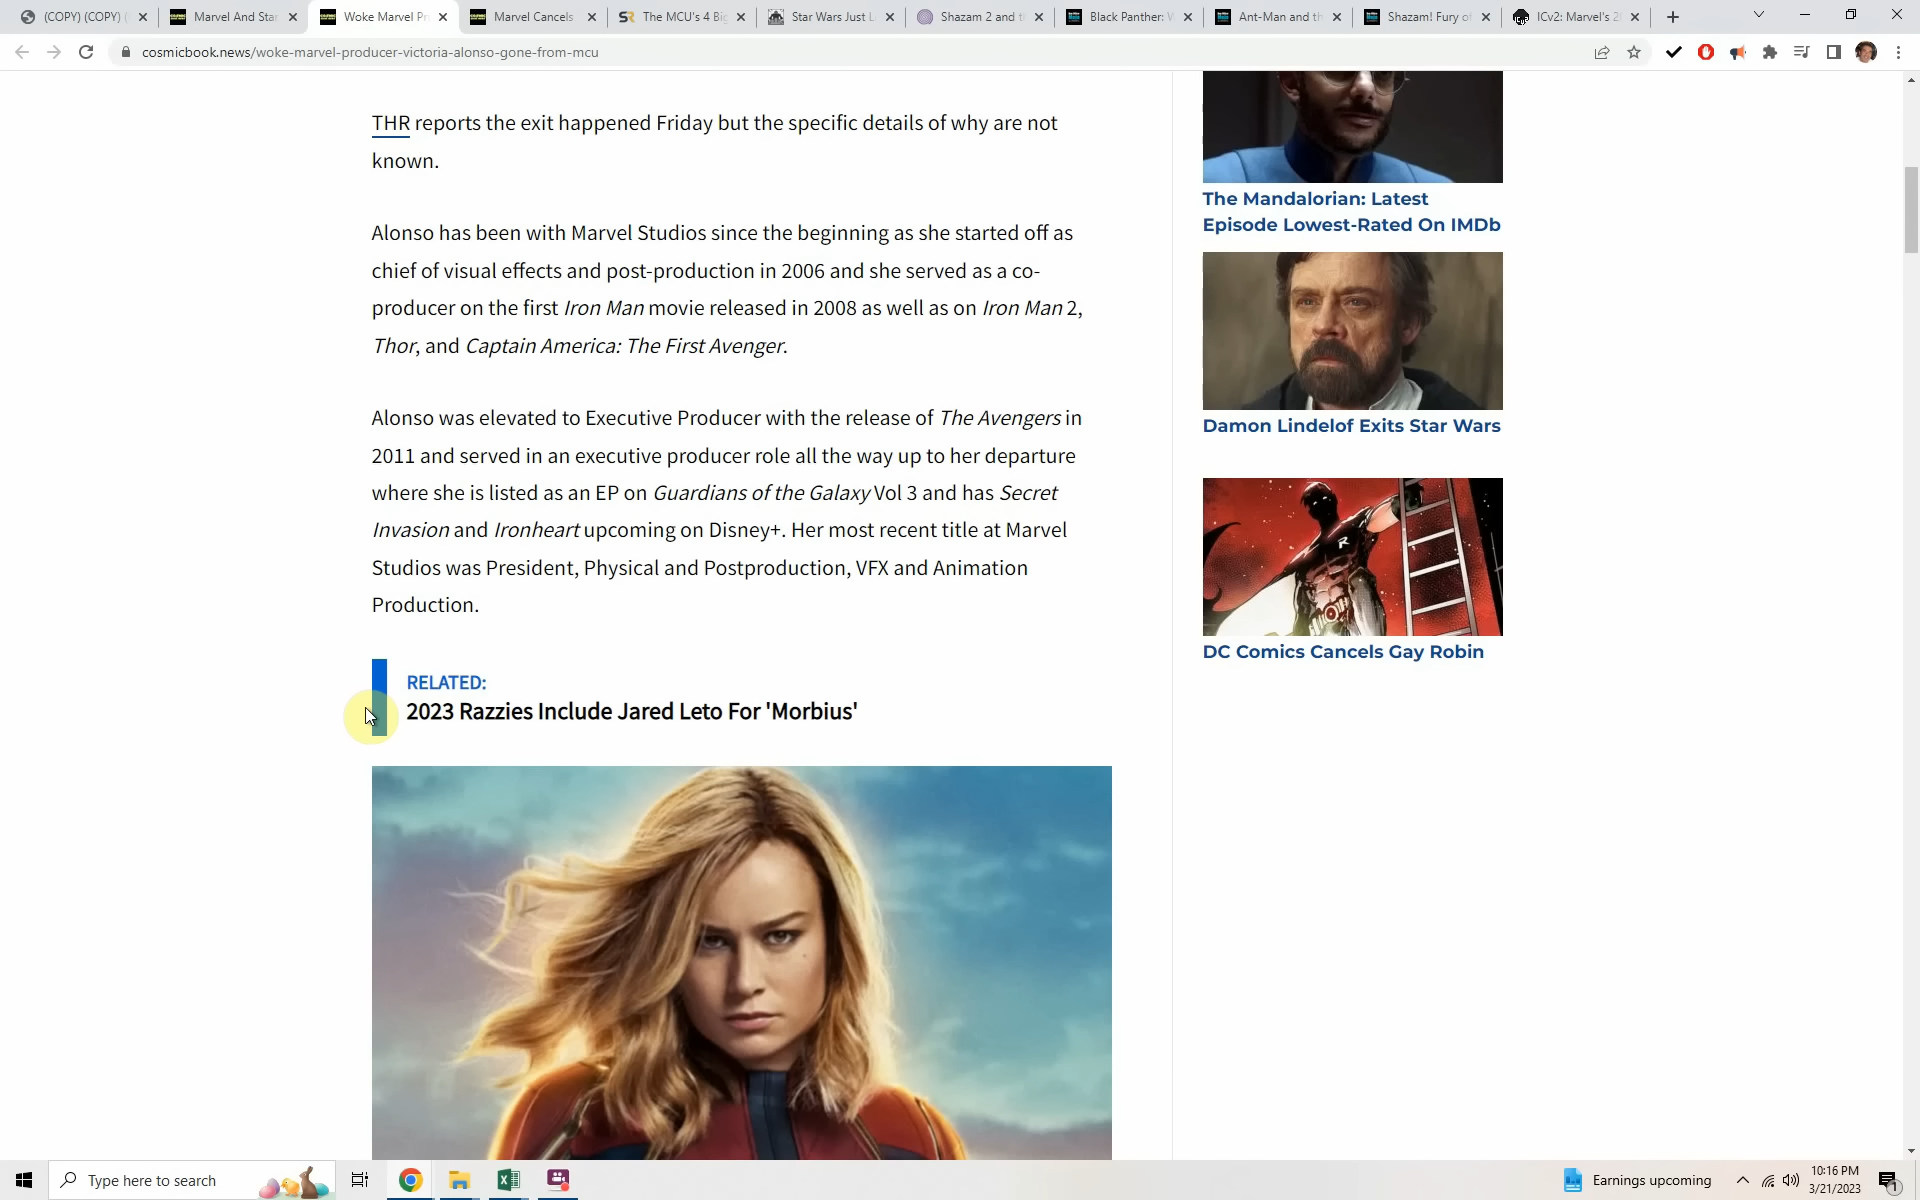 (COPY) (COPY) (
Marvel And Sta
Woke Marvel Pr
Marvel Cancels
The MCU's 4 Bi
Star Wars Just L
Shazam 2 and t
Black Panther: W
Ant-Man and th
Shazam! Fury o
ICv2: Marvel's 2
cosmicbook.news/woke-marvel-producer-victoria-alonso-gone-from-mcu
THR reports the exit happened Friday but the specific details of why are not
known.
Alonso has been with Marvel Studios since the beginning as she started off as
chief of visual effects and post-production in 2006 and she served as a co-
producer on the first Iron Man movie released in 2008 as well as on Iron Man 2,
Thor, and Captain America: The First Avenger.
Alonso was elevated to Executive Producer with the release of The Avengers in
2011 and served in an executive producer role all the way up to her departure
where she is listed as an EP on Guardians of the Galaxy Vol 3 and has Secret
Invasion and Ironheart upcoming on Disney+. Her most recent title at Marvel
Studios was President, Physical and Postproduction, VFX and Animation
Production.
RELATED:
2023 Razzies Include Jared Leto For 'Morbius'
The Mandalorian: Latest
Episode Lowest-Rated On IMDb
Damon Lindelof Exits Star Wars
DC Comics Cancels Gay Robin
Type here to search
Earnings upcoming
10:16 PM
3/21/2023
1